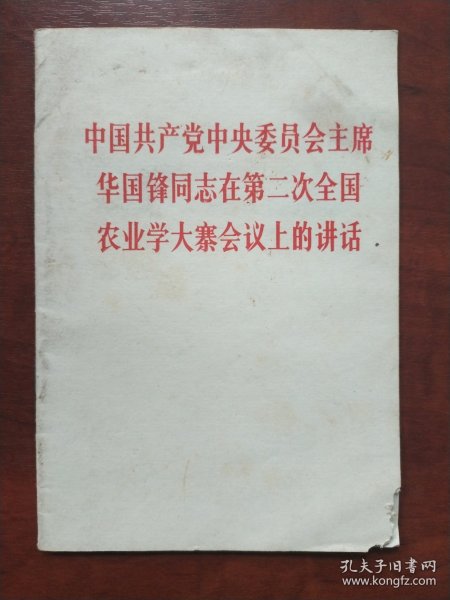 中国共产党中央委员会主席
华国锋同志在第二次全国
农业学大寨会议上的讲话
孔夫子旧书网
www.kongfz.com